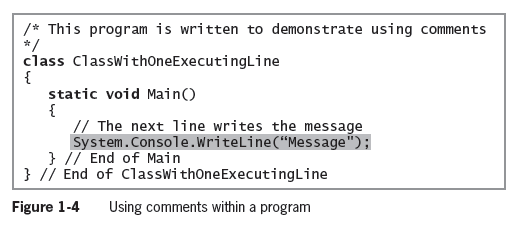 /* This program is written to demonstrate using comments
*/
class ClassWithOneExecutingLine
{
static void Main()
{
// The next line writes the message
System.Console.WriteLine(“Message");
} // End of Main
} // End of ClassWithOneExecutingLine
Figure 1-4 Using comments within a program